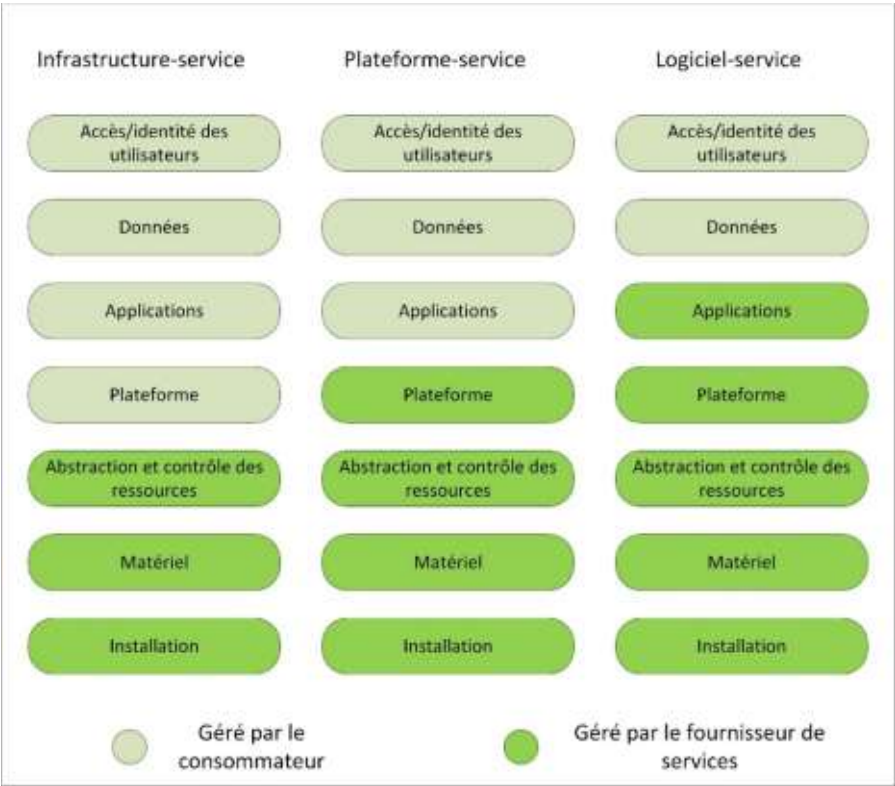 Infrastructure-service
Plateforme-service
Logiciel-service
Accès/identité des
utilisateurs
Accès/identité des
utilisateurs
Accès/identité des
utilisateurs
Données
Données
Données
Applications
Applications
Applications
Plateforme
Plateforme
Plateforme
Abstraction et contrôle des
ressources
Abstraction et contrôle des
ressources
Abstraction et contrôle des
ressources
Matériel
Matériel
Matériel
Installation
Installation
Installation
Géré par le
consommateur
Géré par le fournisseur de
services